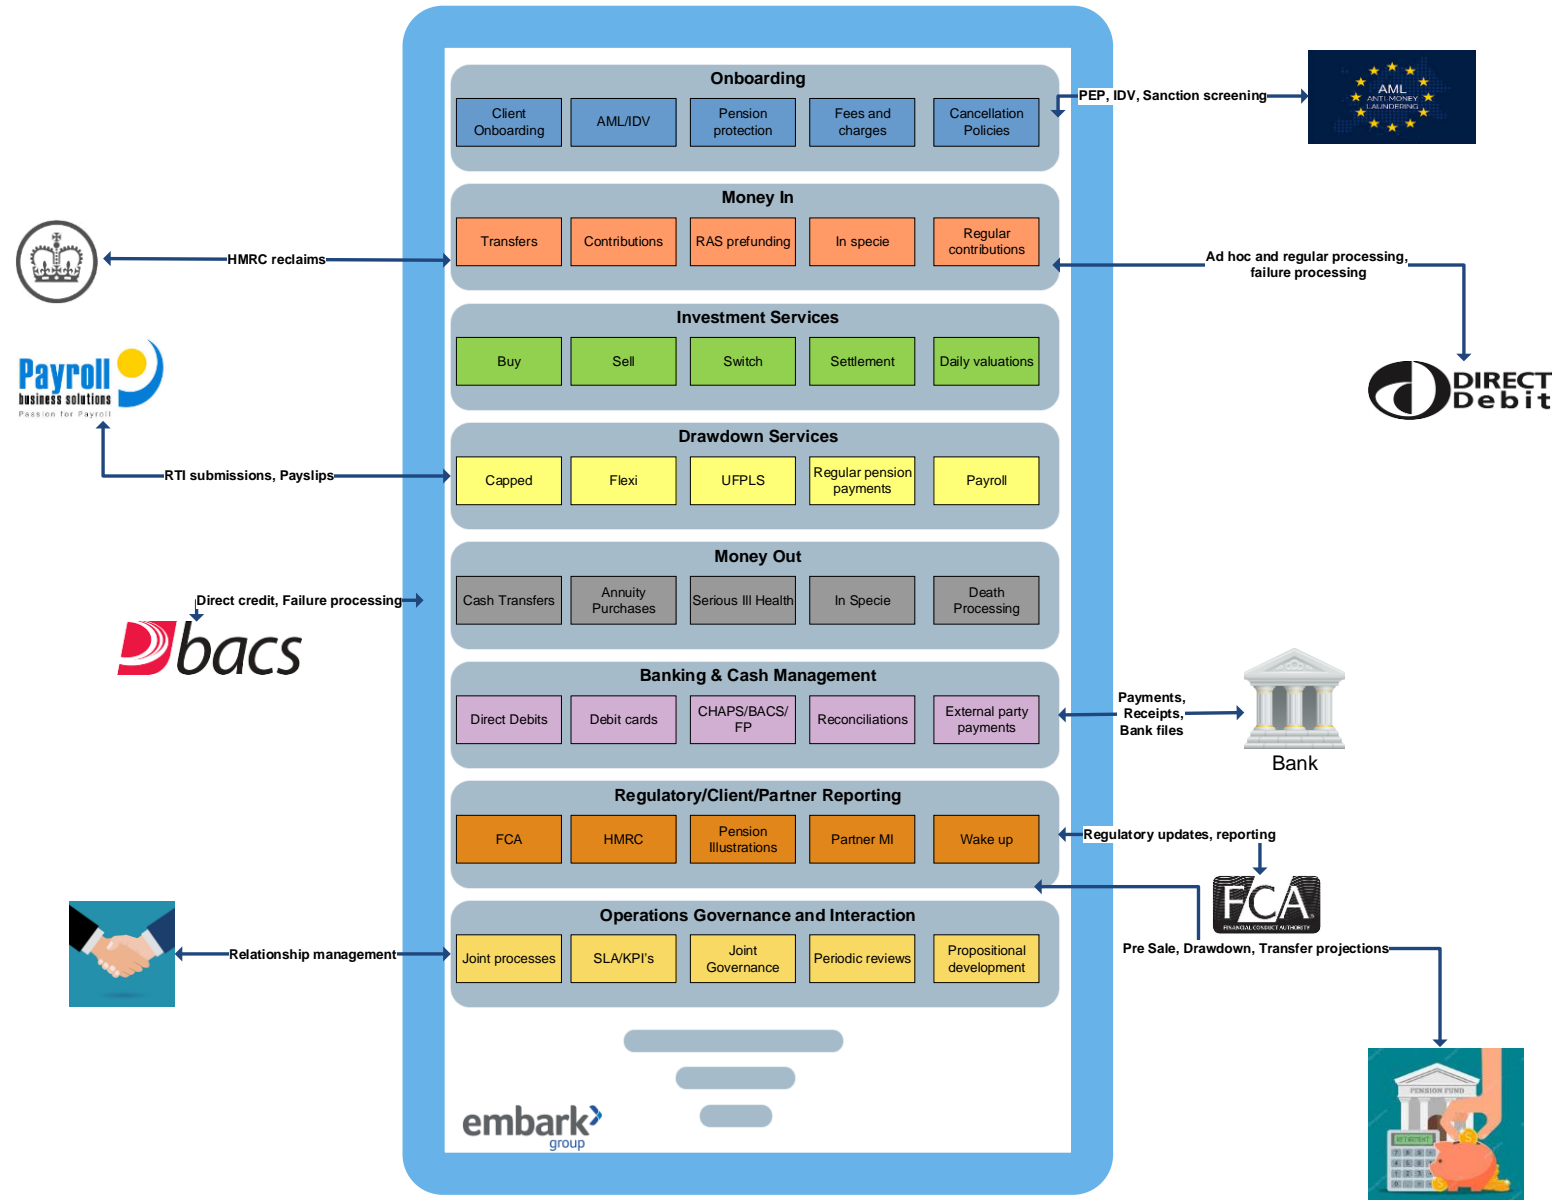 Onboarding
Client
Onboarding
AML/IDV
Pension
protection
Fees and
charges
Cancellation
Policies
PEP, IDV, Sanction screening
AML
ANTI-MONEY
LAUNDERING
Money In
Transfers
Contributions
RAS prefunding
In specie
Regular
contributions
HMRC reclaims
Ad hoc and regular processing,
failure processing
Investment Services
Buy
Sell
Switch
Settlement
Daily valuations
Payroll
business solutions
Passion for Payroll
DIRECT
Debit
Drawdown Services
Capped
Flexi
UFPLS
Regular pension
payments
Payroll
RTI submissions, Payslips
Money Out
Cash Transfers
Annuity
Purchases
Serious Ill Health
In Specie
Death
Processing
Direct credit, Failure processing
bacs
Banking & Cash Management
Direct Debits
Debit cards
CHAPS/BACS/
FP
Reconciliations
External party
payments
Payments,
Receipts,
Bank files
Bank
Regulatory/Client/Partner Reporting
FCA
HMRC
Pension
Illustrations
Partner MI
Wake up
Regulatory updates, reporting
FCA
FINANCIAL CONDUCT AUTHORITY
Operations Governance and Interaction
Joint processes
SLA/KPI's
Joint
Governance
Periodic reviews
Propositional
development
Relationship management
Pre Sale, Drawdown, Transfer projections
embark
group
PENSION FUND
RETIREMENT